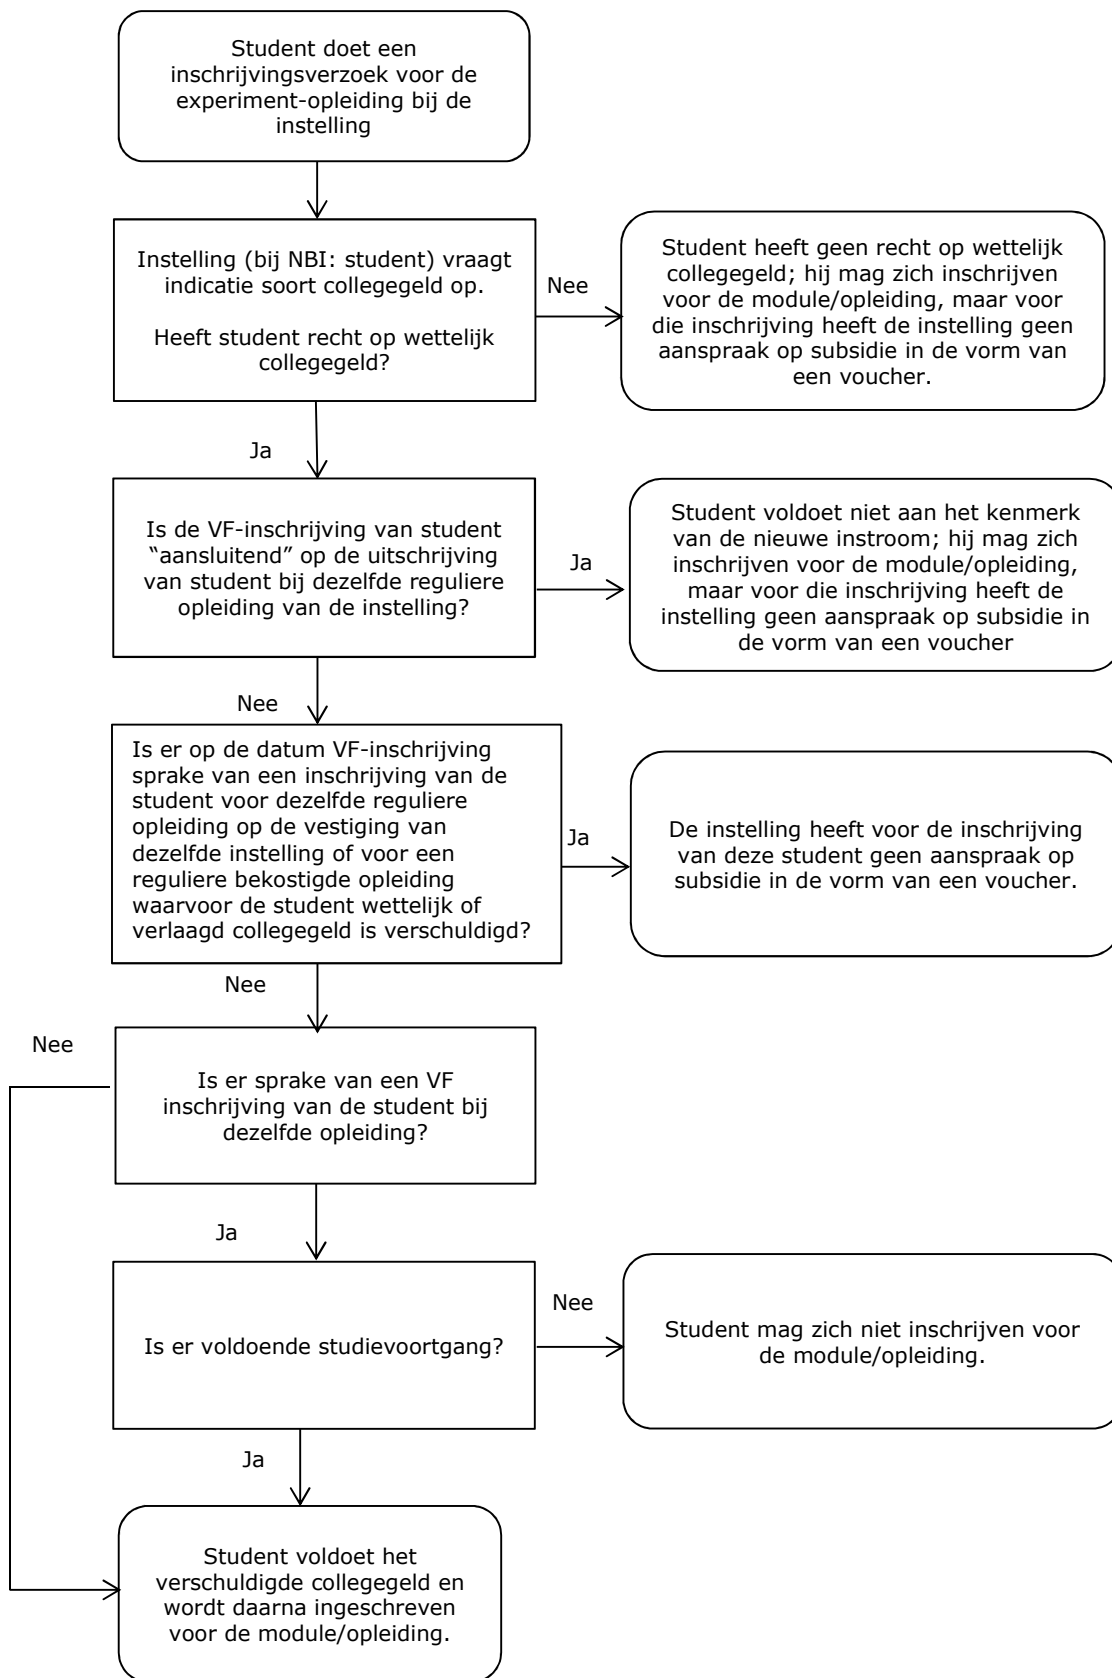 Student doet een
inschrijvingsverzoek voor de
experiment-opleiding bij de
instelling
Instelling (bij NBI: student) vraagt
indicatie soort collegegeld op.
Heeft student recht op wettelijk
collegegeld?
Nee
Student heeft geen recht op wettelijk
collegegeld; hij mag zich inschrijven
voor de module/opleiding, maar voor
die inschrijving heeft de instelling geen
aanspraak op subsidie in de vorm van
een voucher.
Ja
Is de VF-inschrijving van student
“aansluitend” op de uitschrijving
van student bij dezelfde reguliere
opleiding van de instelling?
Ja
Student voldoet niet aan het kenmerk
van de nieuwe instroom; hij mag zich
inschrijven voor de module/opleiding,
maar voor die inschrijving heeft de
instelling geen aanspraak op subsidie in
de vorm van een voucher
Nee
Is er op de datum VF-inschrijving
sprake van een inschrijving van de
student voor dezelfde reguliere
opleiding op de vestiging van
dezelfde instelling of voor een
reguliere bekostigde opleiding
waarvoor de student wettelijk of
verlaagd collegegeld is verschuldigd?
Ja
De instelling heeft voor de inschrijving
van deze student geen aanspraak op
subsidie in de vorm van een voucher.
Nee
Nee
Is er sprake van een VF
inschrijving van de student bij
dezelfde opleiding?
Ja
Is er voldoende studievoortgang?
Nee
Student mag zich niet inschrijven voor
de module/opleiding.
Ja
Student voldoet het
verschuldigde collegegeld en
wordt daarna ingeschreven
voor de module/opleiding.